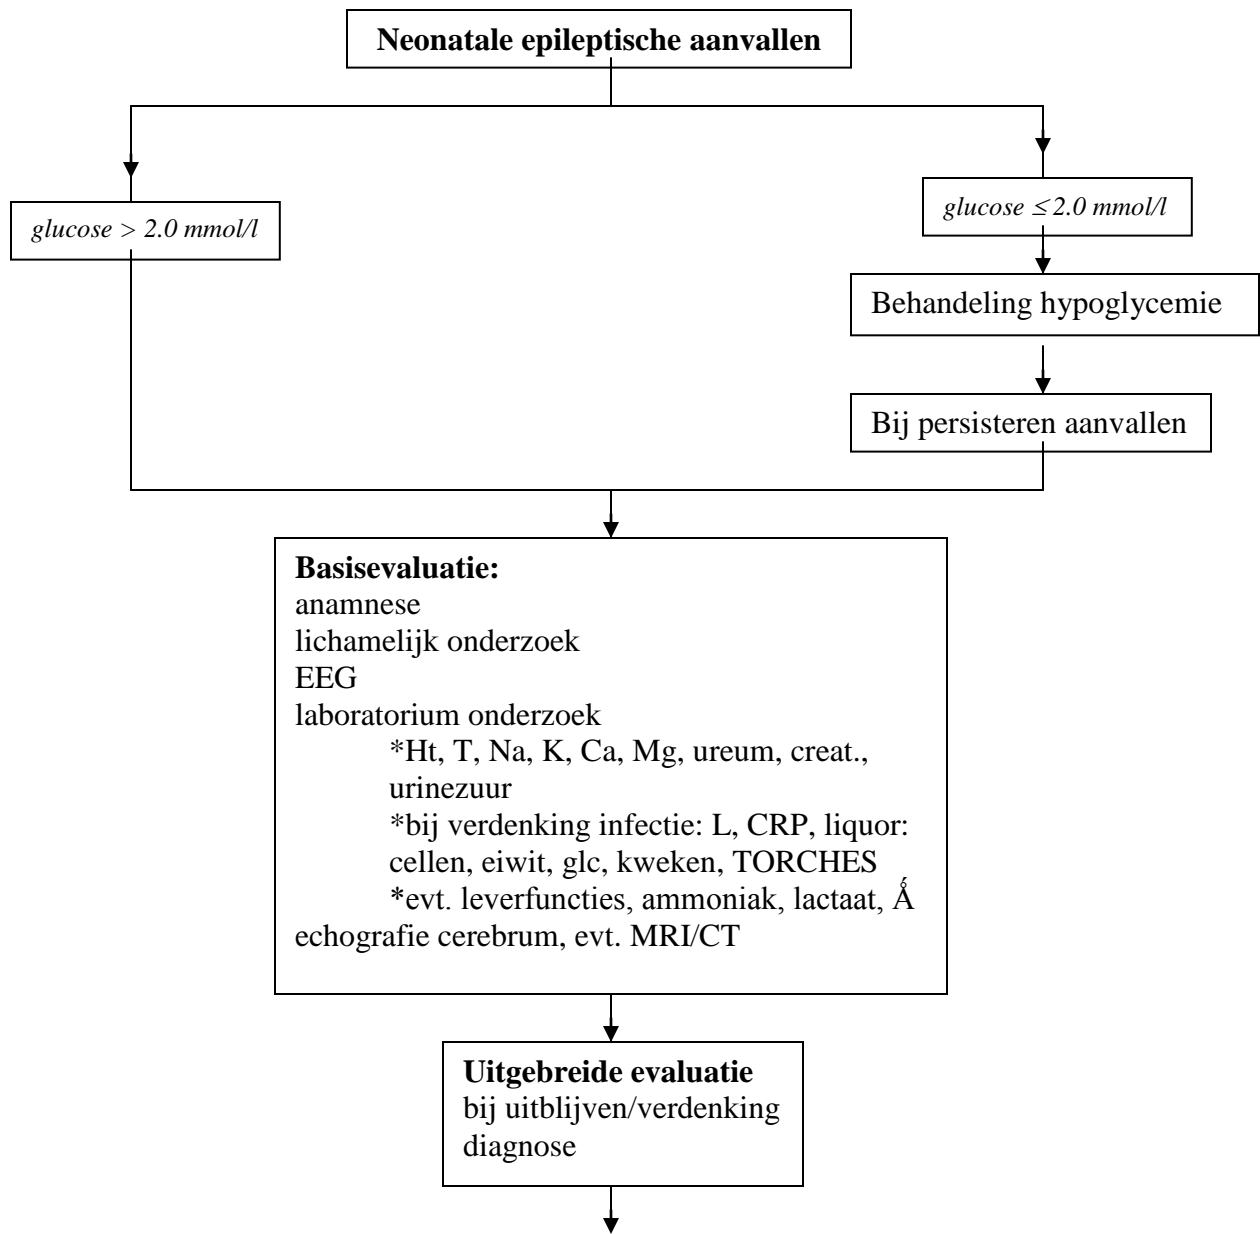 Neonatale epileptische aanvallen
glucose > 2.0 mmol/l
glucose ≤ 2.0 mmol/l
Behandeling hypoglycemie
Bij persisteren aanvallen
Basisevaluatie:
anamnese
lichamelijk onderzoek
EEG
laboratorium onderzoek
*Ht, T, Na, K, Ca, Mg, ureum, creat.,
urinezuur
*bij verdenking infectie: L, CRP, liquor:
cellen, eiwit, glc, kweken, TORCHES
*evt. leverfuncties, ammoniak, lactaat, Ǻ
echografie cerebrum, evt. MRI/CT
Uitgebreide evaluatie
bij uitblijven/verdenking
diagnose